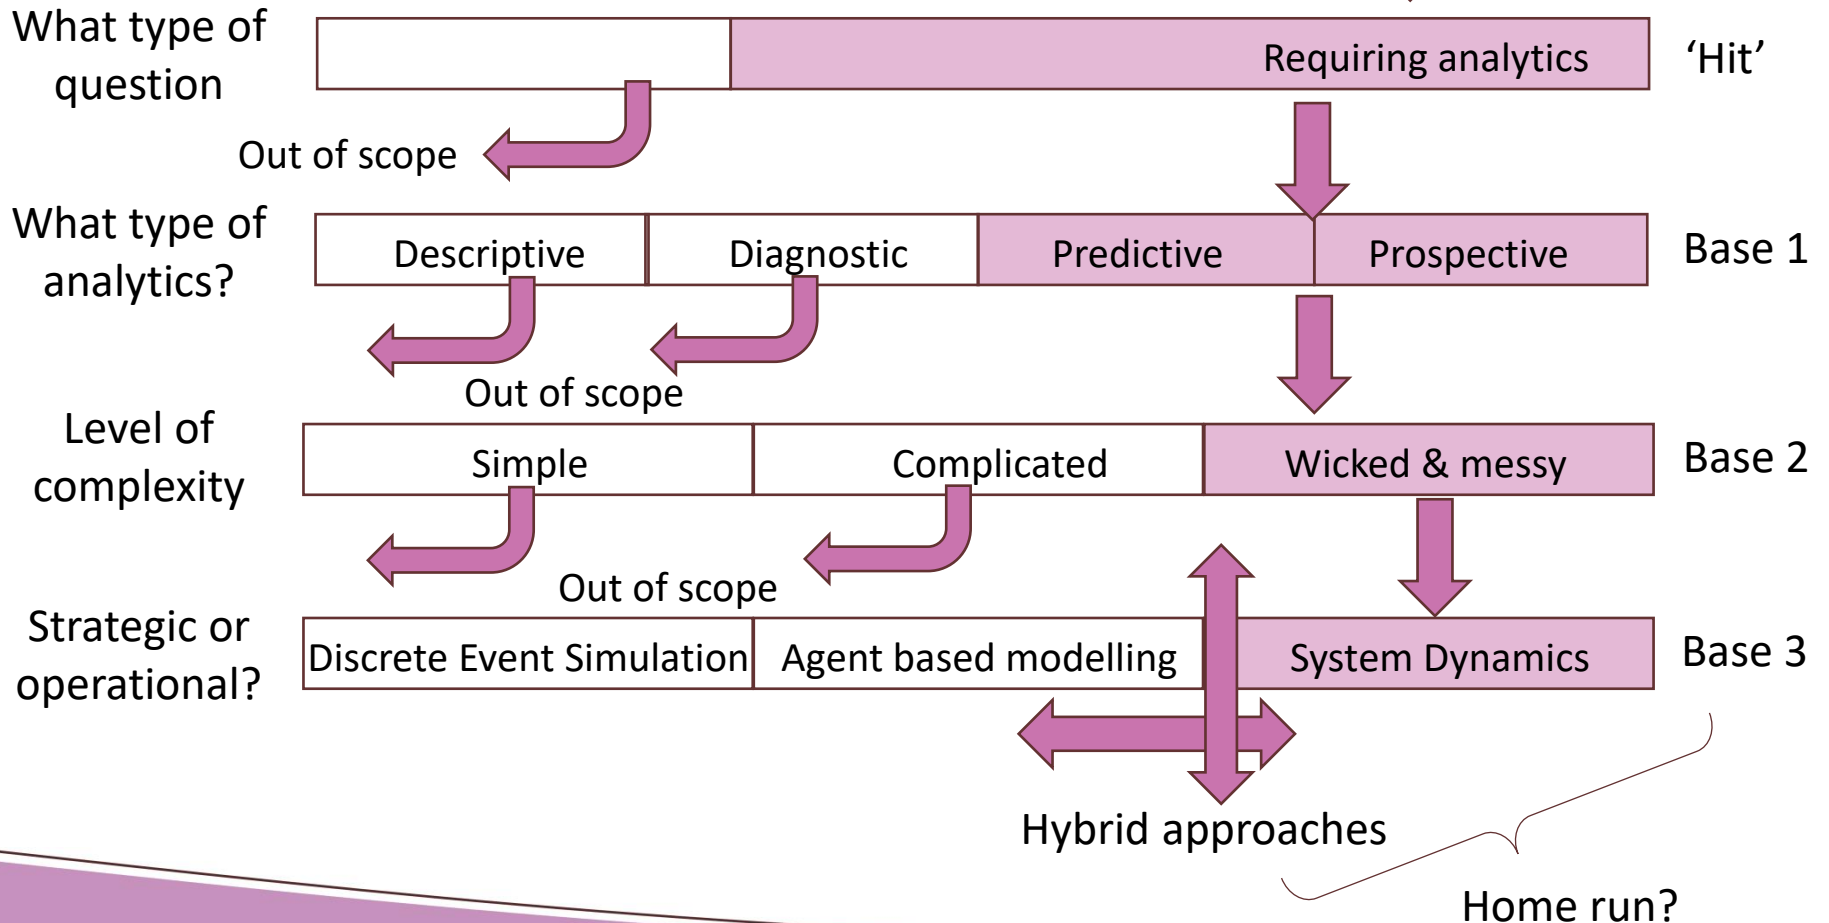 What type of
question
Requiring analytics
‘Hit’
Out of scope
What type of
analytics?
Descriptive
Diagnostic
Predictive
Prospective
Base 1
Out of scope
Level of
complexity
Simple
Complicated
Wicked & messy
Base 2
Out of scope
Strategic or
operational?
Discrete Event Simulation
Agent based modelling
System Dynamics
Base 3
Hybrid approaches
Home run?